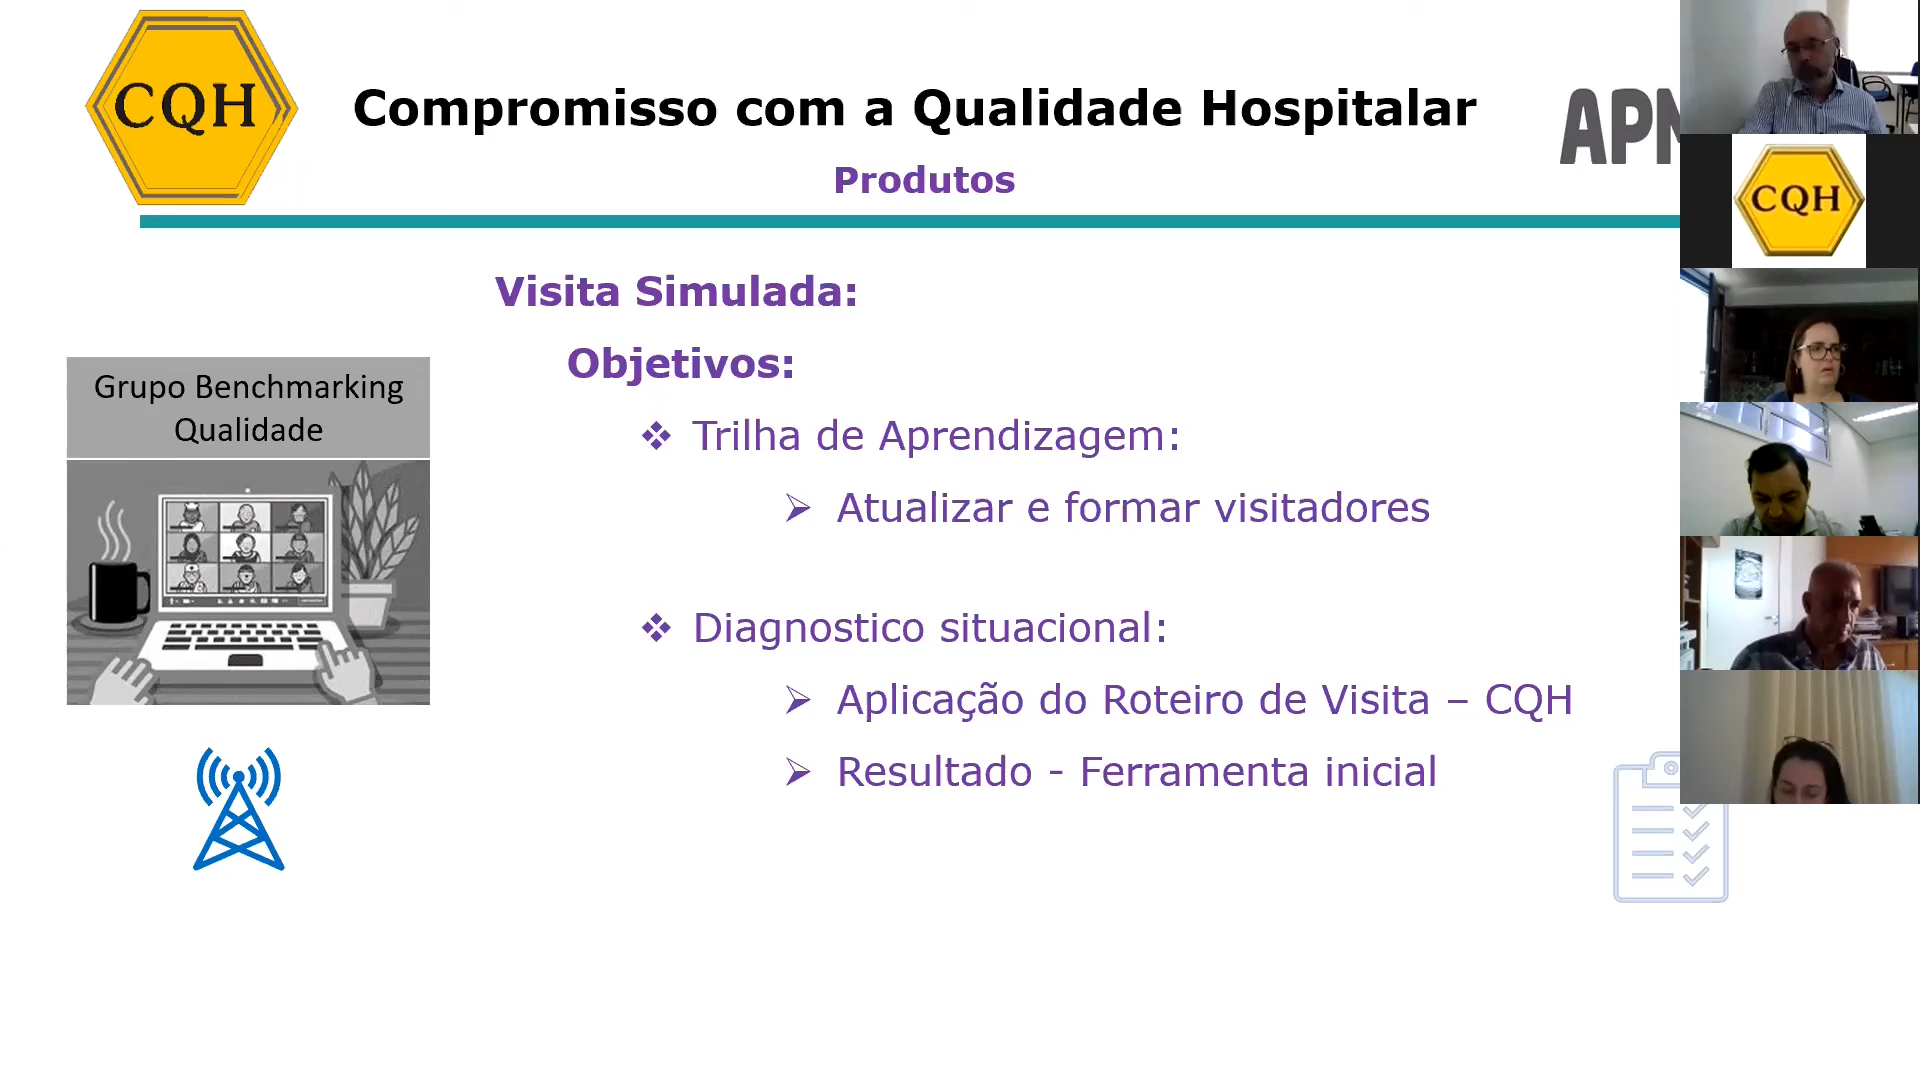 CQH
Compromisso com a Qualidade Hospitalar
Produtos
CQH
Visita Simulada:
Objetivos:
Grupo Benchmarking
Qualidade
❖ Trilha de Aprendizagem:
➢ Atualizar e formar visitadores
❖ Diagnostico situacional:
➢ Aplicação do Roteiro de Visita – CQH
➢ Resultado - Ferramenta inicial